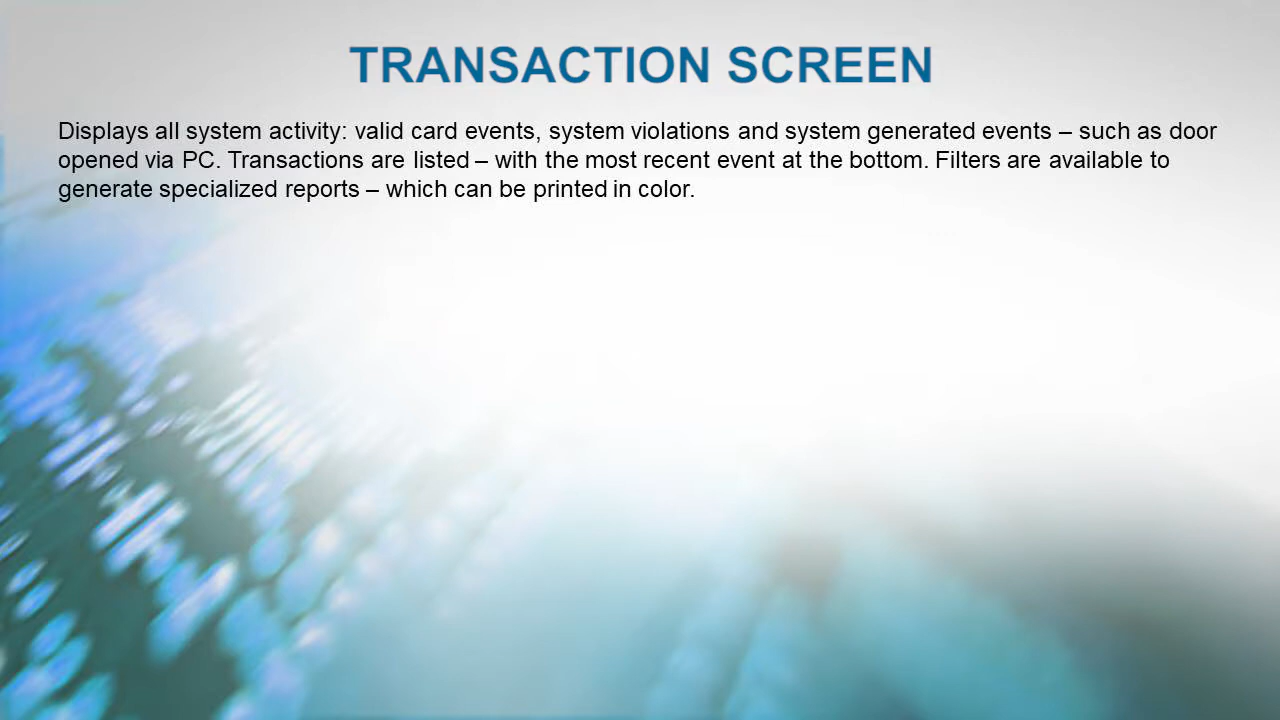 TRANSACTION SCREEN
Displays all system activity: valid card events, system violations and system generated events – such as door
opened via PC. Transactions are listed – with the most recent event at the bottom. Filters are available to
generate specialized reports – which can be printed in color.